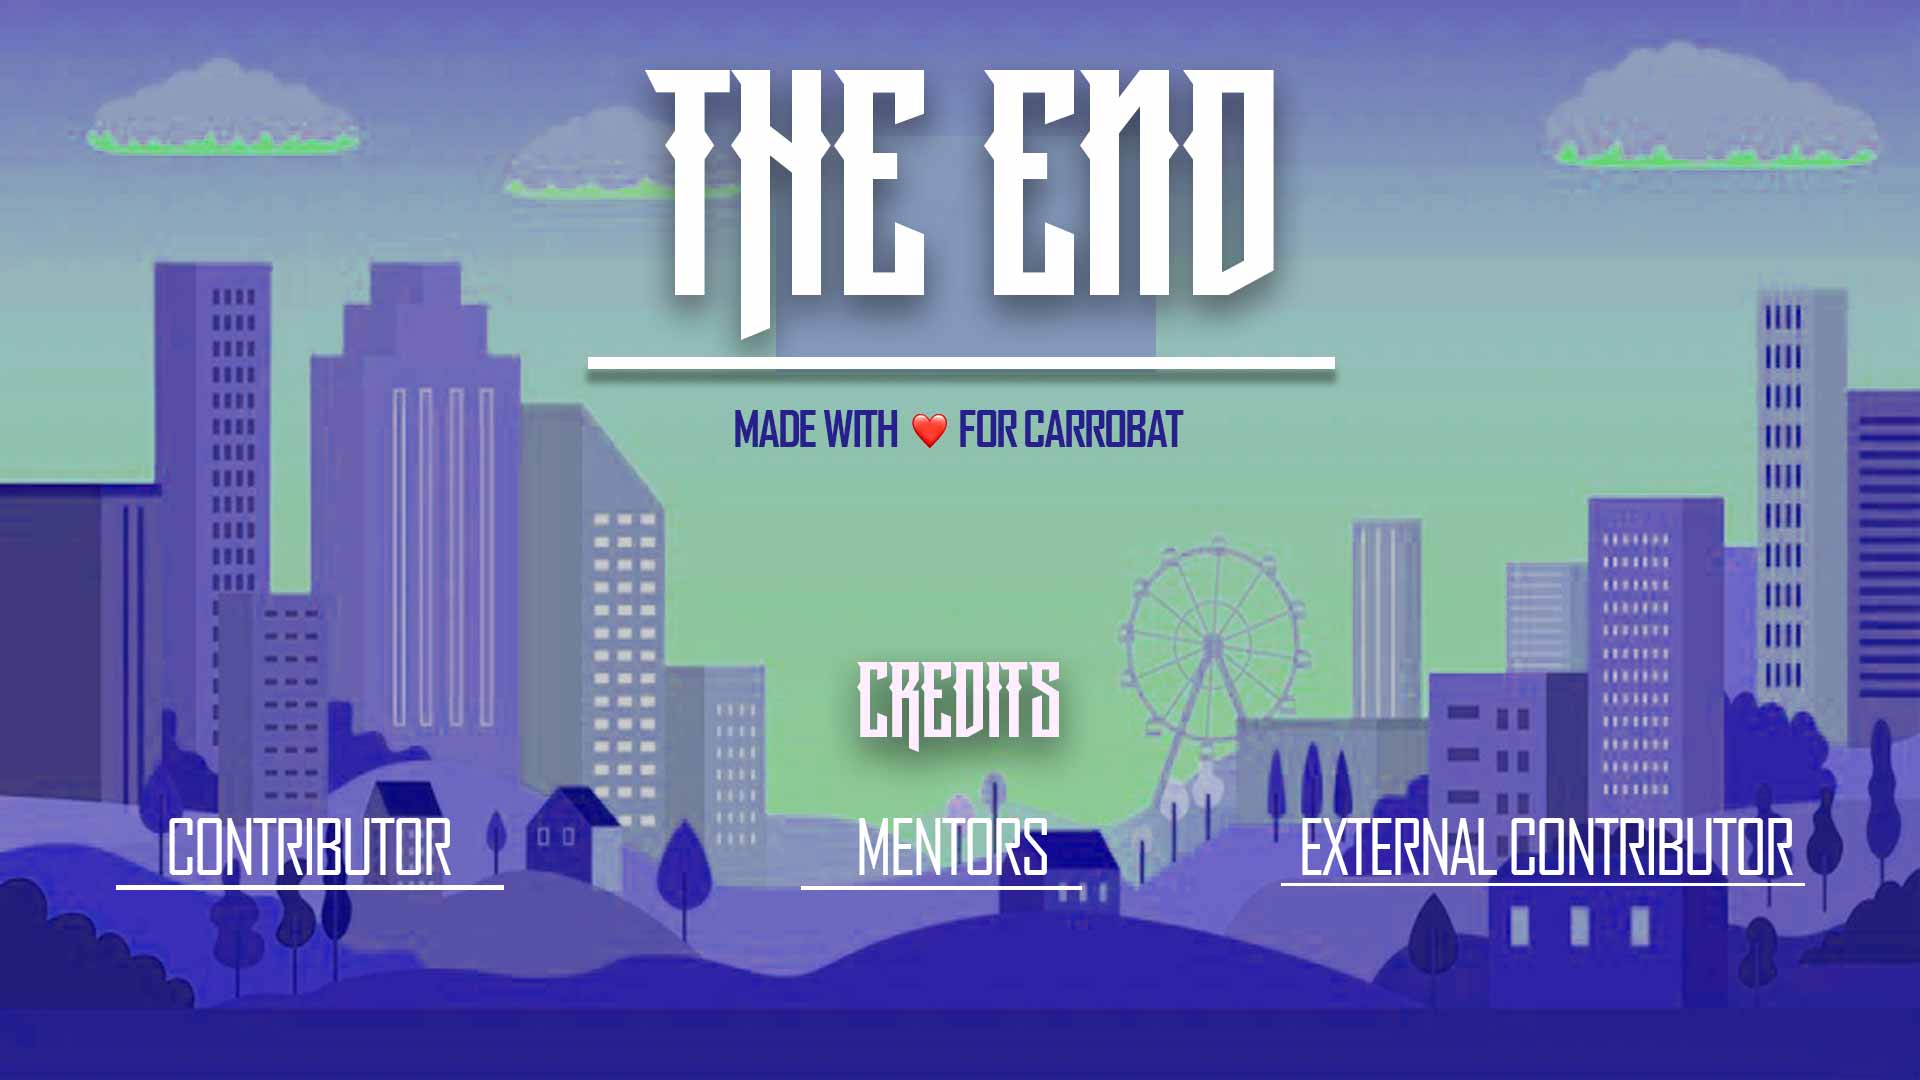 THE END
MADE WITH ❤️ FOR CARROBAT
CREDITS
CONTRIBUTOR
MENTORS
EXTERNAL CONTRIBUTOR